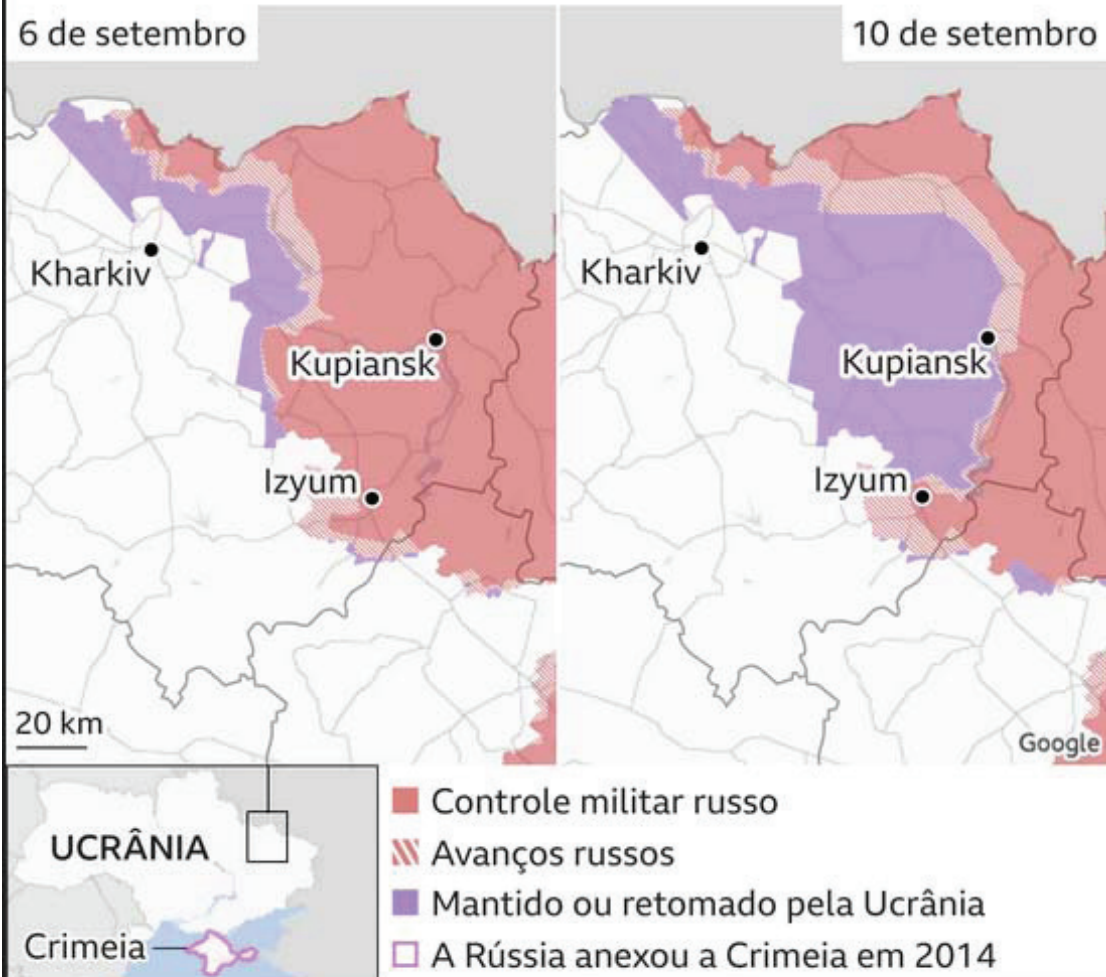 6 de setembro
10 de setembro
Kharkiv
Kupiansk
Izyum
20 km
Kharkiv
Kupiansk
Izyum
Google
UCRÂNIA
Crimeia
Controle militar russo
Avanços russos
Mantido ou retomado pela Ucrânia
A Rússia anexou a Crimeia em 2014